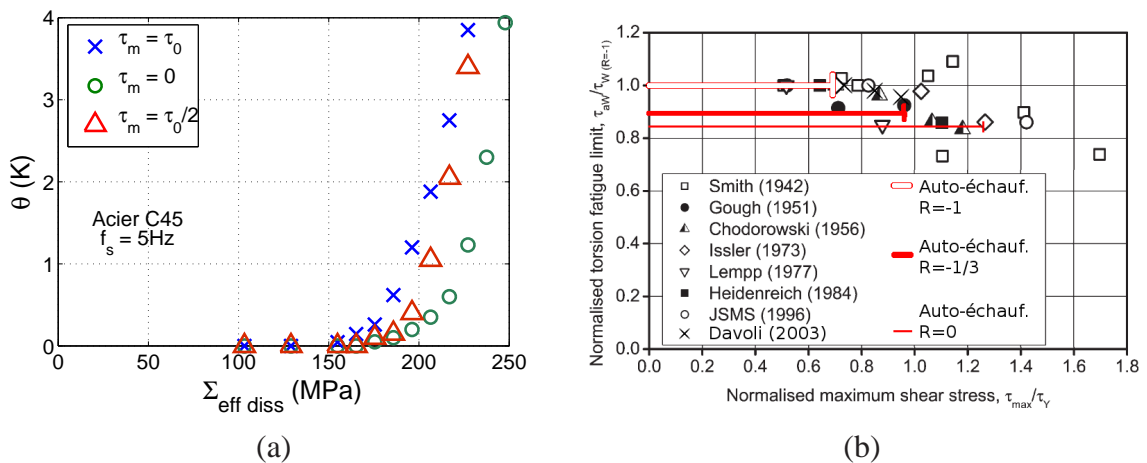 4
3
2
1
0
0
50
100
150
200
250
θ (K)
Σeff diss (MPa)
τm = τ0
τm = 0
τm = τ0/2
Acier C45
fs = 5Hz
(a)
1.2
1.0
0.8
0.6
0.4
0.2
0.0
0.0 0.2 0.4 0.6 0.8 1.0 1.2 1.4 1.6 1.8
Normalised torsion fatigue limit, τaW/τW (R=-1)
Normalised maximum shear stress, τmax/τY
Smith (1942)
Gough (1951)
Chodorowski (1956)
Issler (1973)
Lempp (1977)
Heidenreich (1984)
JSMS (1996)
Davoli (2003)
Auto-échauf.
R=-1
Auto-échauf.
R=-1/3
Auto-échauf.
R=0
(b)